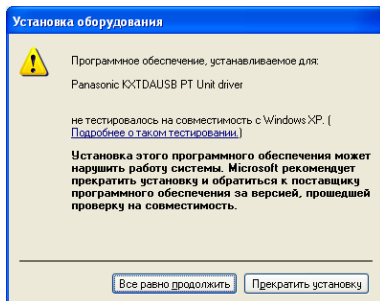 Установка оборудования
Программное обеспечение, устанавливаемое для:
Panasonic KXTDAUSB PT Unit driver
не тестировалось на совместимость с Windows XP. (
Подробнее о таком тестировании.)
Установка этого программного обеспечения может
нарушить работу системы. Microsoft рекомендует
прекратить установку и обратиться к поставщику
программного обеспечения за версией, прошедшей
проверку на совместимость.
Все равно продолжить
Прекратить установку